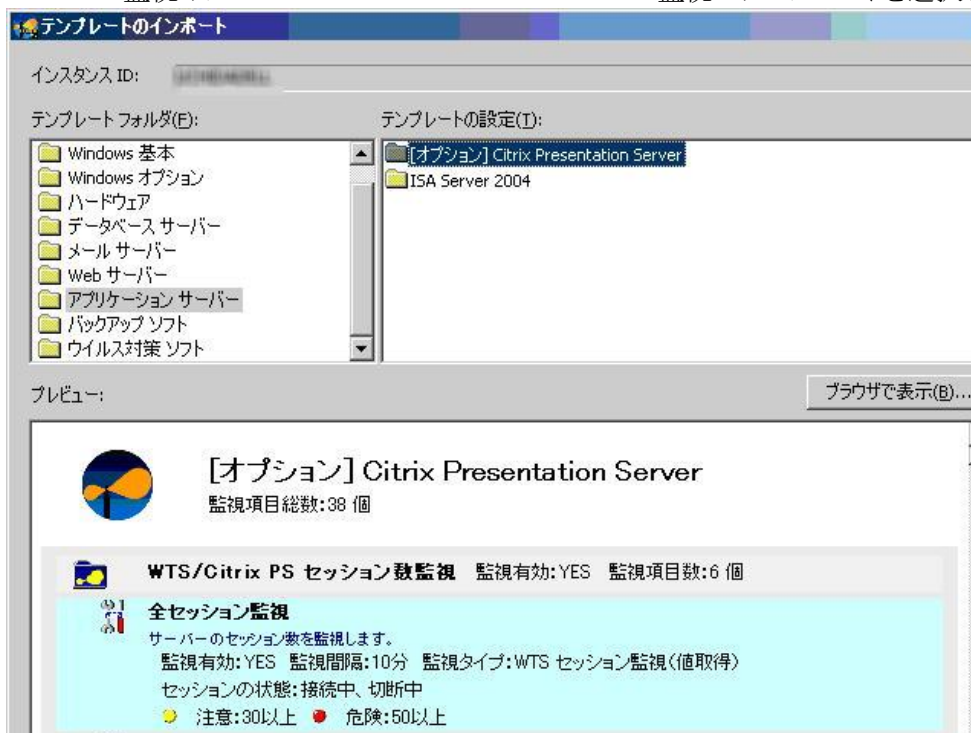 テンプレートのインポート
インスタンス ID:
テンプレート フォルダ(F):
テンプレートの設定(T):
Windows 基本
Windows オプション
ハードウェア
データベース サーバー
メール サーバー
Web サーバー
アプリケーション サーバー
バックアップ ソフト
ウイルス対策 ソフト
[オプション] Citrix Presentation Server
ISA Server 2004
プレビュー:
ブラウザで表示(B)...
[オプション] Citrix Presentation Server
監視項目総数:38 個
WTS/Citrix PS セッション数監視 監視有効:YES 監視項目数:6 個
全セッション監視
サーバーのセッション数を監視します。
監視有効:YES 監視間隔:10分 監視タイプ:WTS セッション監視(値取得)
セッションの状態:接続中、切断中
注意:30以上 危険:50以上